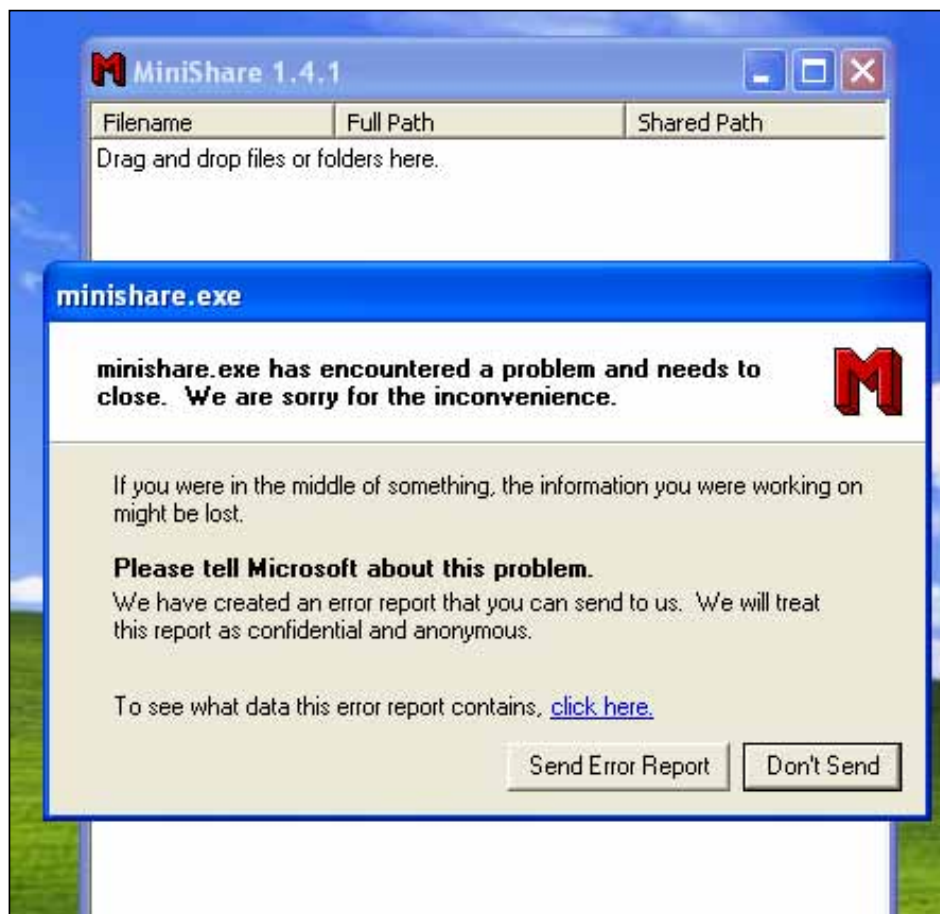 MiniShare 1.4.1
Filename Full Path Shared Path
Drag and drop files or folders here.
minishare.exe
minishare.exe has encountered a problem and needs to
close.  We are sorry for the inconvenience.
If you were in the middle of something, the information you were working on
might be lost.
Please tell Microsoft about this problem.
We have created an error report that you can send to us.  We will treat
this report as confidential and anonymous.
To see what data this error report contains, click here.
Send Error Report Don't Send